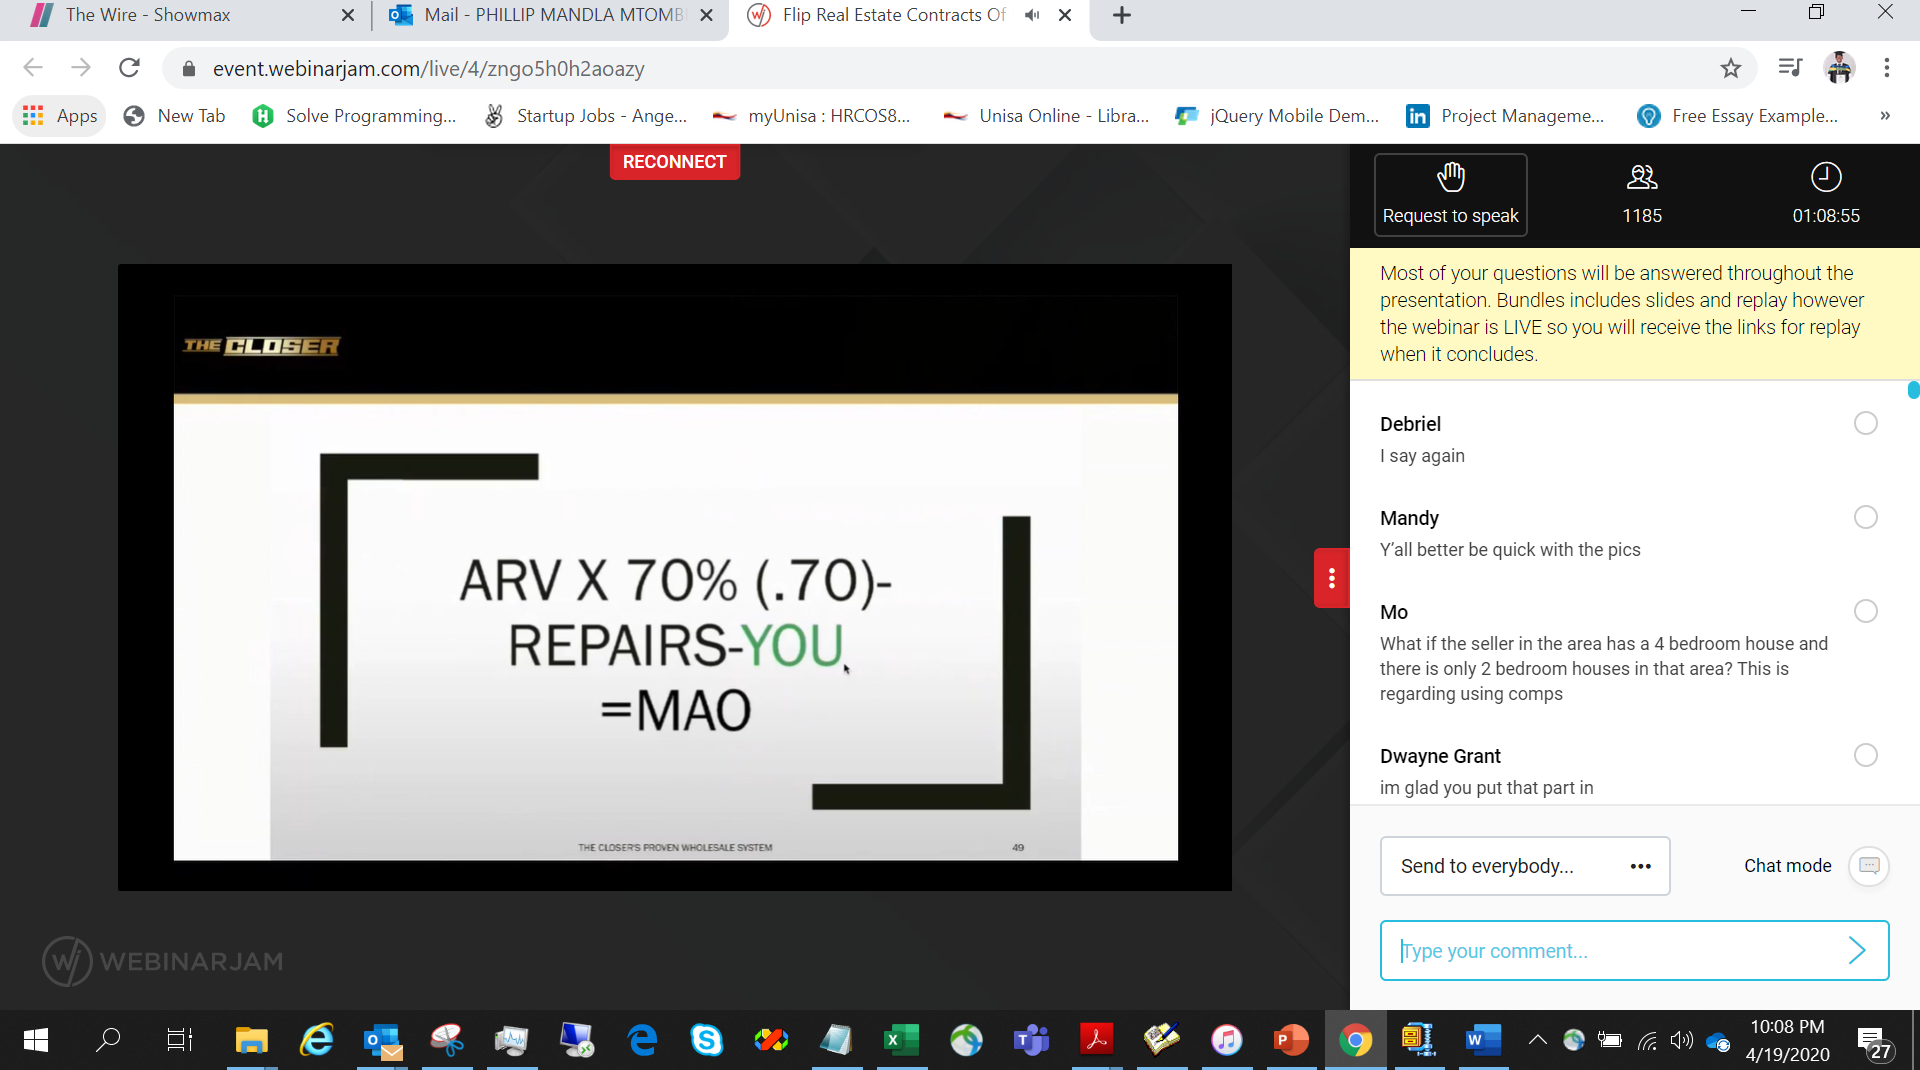 The Wire - Showmax
Mail - PHILLIP MANDLA MTOMB
Flip Real Estate Contracts Of
event.webinarjam.com/live/4/zngo5h0h2aoazy
Apps
New Tab
Solve Programming...
Startup Jobs - Ange...
myUnisa : HRCOS8...
Unisa Online - Libra...
jQuery Mobile Dem...
in
Project Manageme...
Free Essay Example...
»
RECONNECT
Request to speak
1185
01:08:55
Most of your questions will be answered throughout the
presentation. Bundles includes slides and replay however
the webinar is LIVE so you will receive the links for replay
when it concludes.
THE CLOSER
ARV X 70% (.70)-
REPAIRS-YOU
=MAO
THE CLOSER'S PROVEN WHOLESALE SYSTEM
49
Debriel
I say again
Mandy
Y'all better be quick with the pics
Mo
What if the seller in the area has a 4 bedroom house and
there is only 2 bedroom houses in that area? This is
regarding using comps
Dwayne Grant
im glad you put that part in
Send to everybody...
Chat mode
Type your comment...
WEBINARJAM
10:08 PM
4/19/2020
27